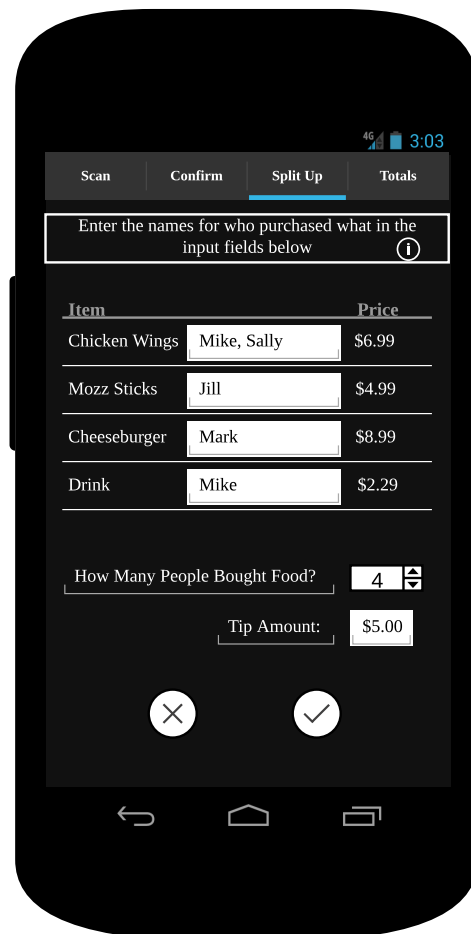 4G 3:03
Scan Confirm Split Up Totals
Enter the names for who purchased what in the
input fields below
i
Item Price
Chicken Wings Mike, Sally $6.99
Mozz Sticks Jill $4.99
Cheeseburger Mark $8.99
Drink Mike $2.29
How Many People Bought Food? 4
Tip Amount: $5.00